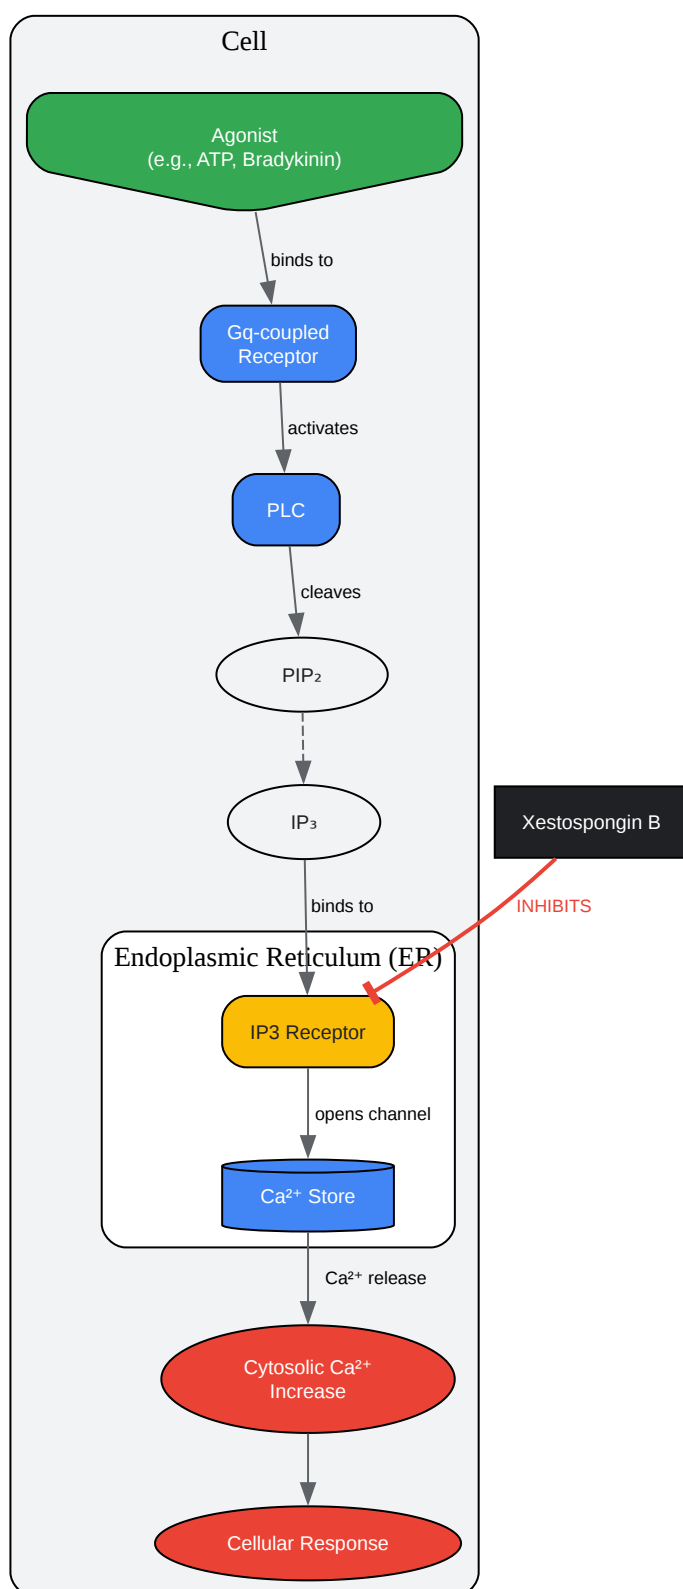 Cell
Agonist
(e.g., ATP, Bradykinin)
binds to
Gq-coupled
Receptor
activates
PLC
cleaves
PIP₂
IP₃
Xestospongin B
binds to
INHIBITS
Endoplasmic Reticulum (ER)
IP3 Receptor
opens channel
Ca²⁺ Store
Ca²⁺ release
Cytosolic Ca²⁺
Increase
Cellular Response